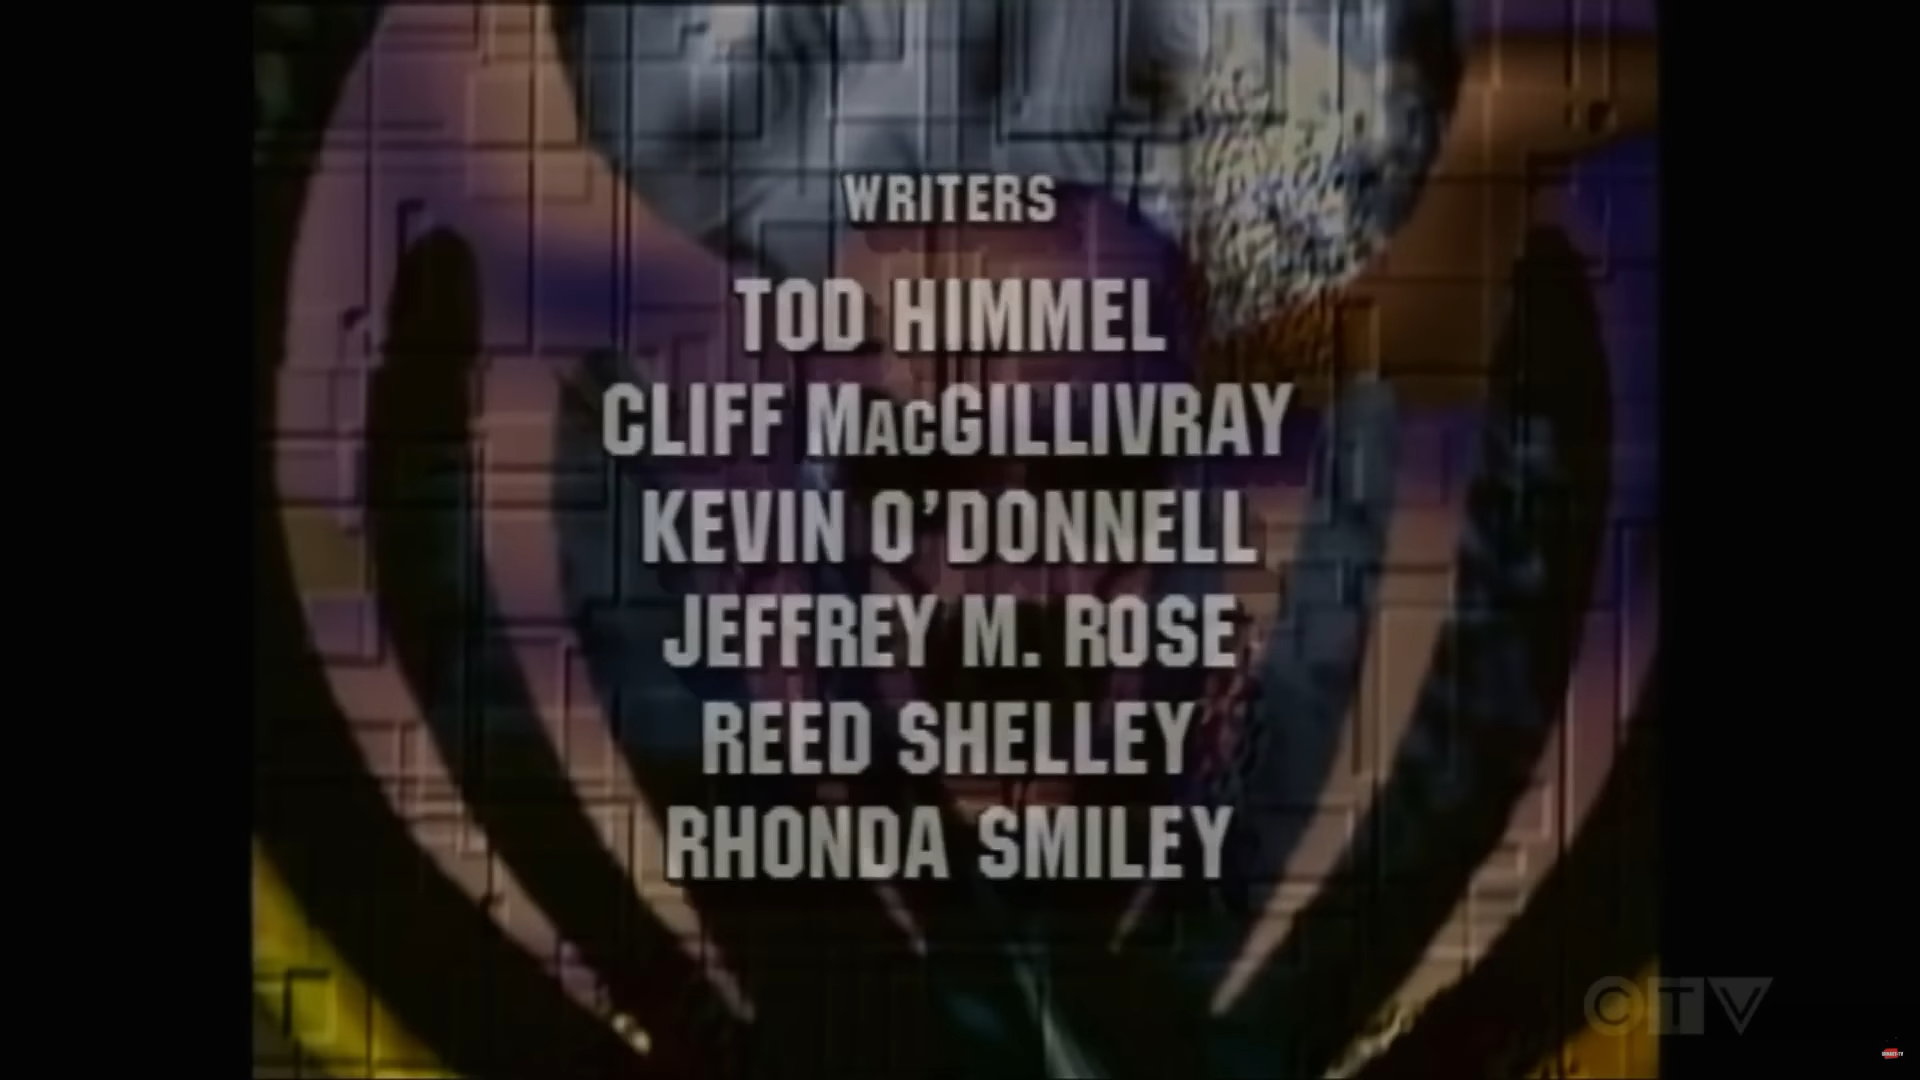 WRITERS
TOD HIMMEL
CLIFF MacGILLIVRAY
KEVIN O'DONNELL
JEFFREY M. ROSE
REED SHELLEY
RHONDA SMILEY
CTV